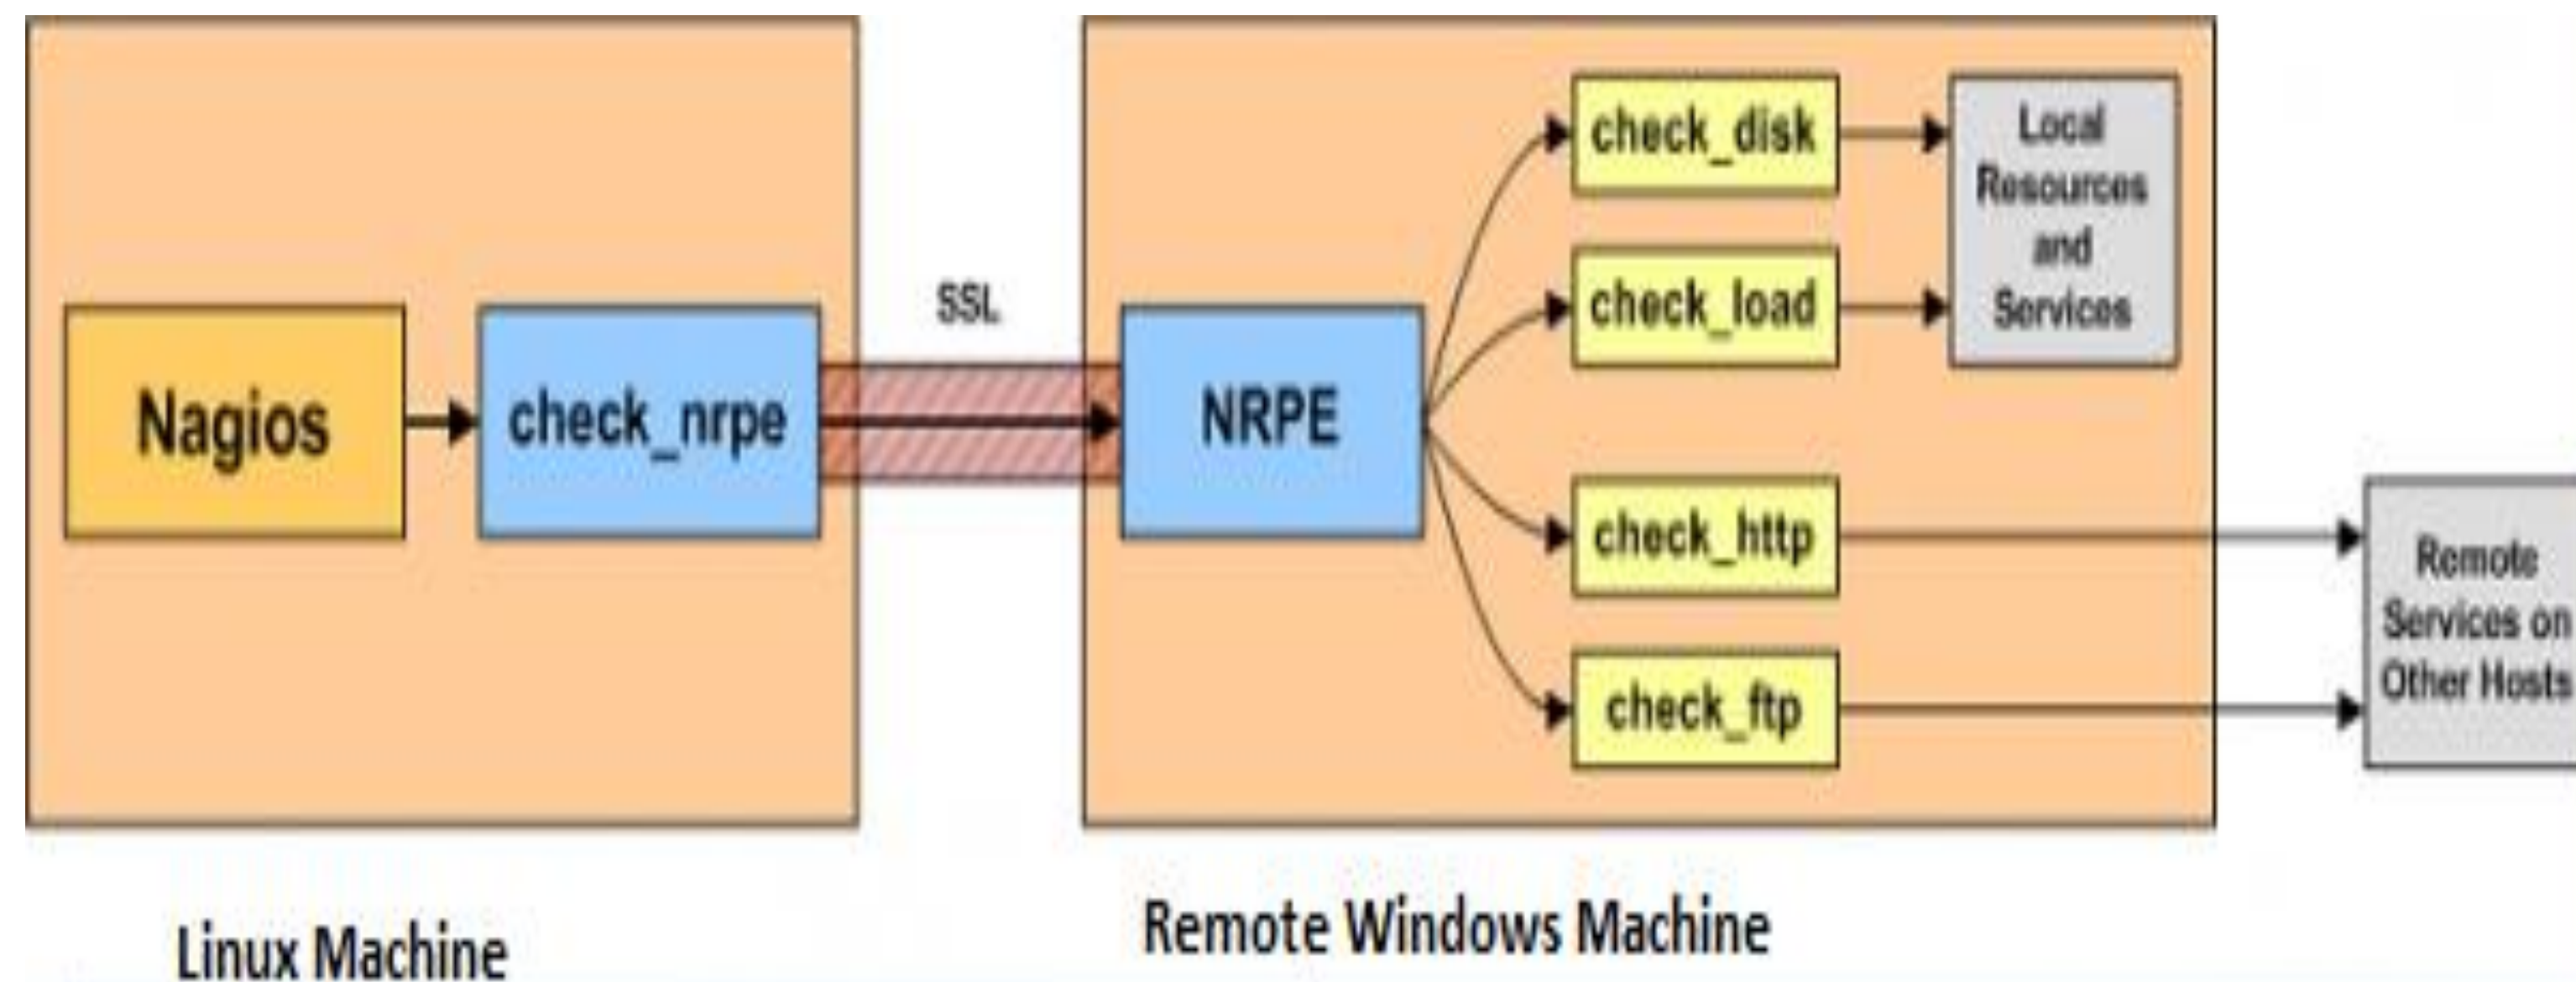 Nagios
check_nrpe
SSL
NRPE
check_disk
check_load
check_http
check_ftp
Local
Resources
and
Services
Remote
Services on
Other Hosts
Linux Machine
Remote Windows Machine